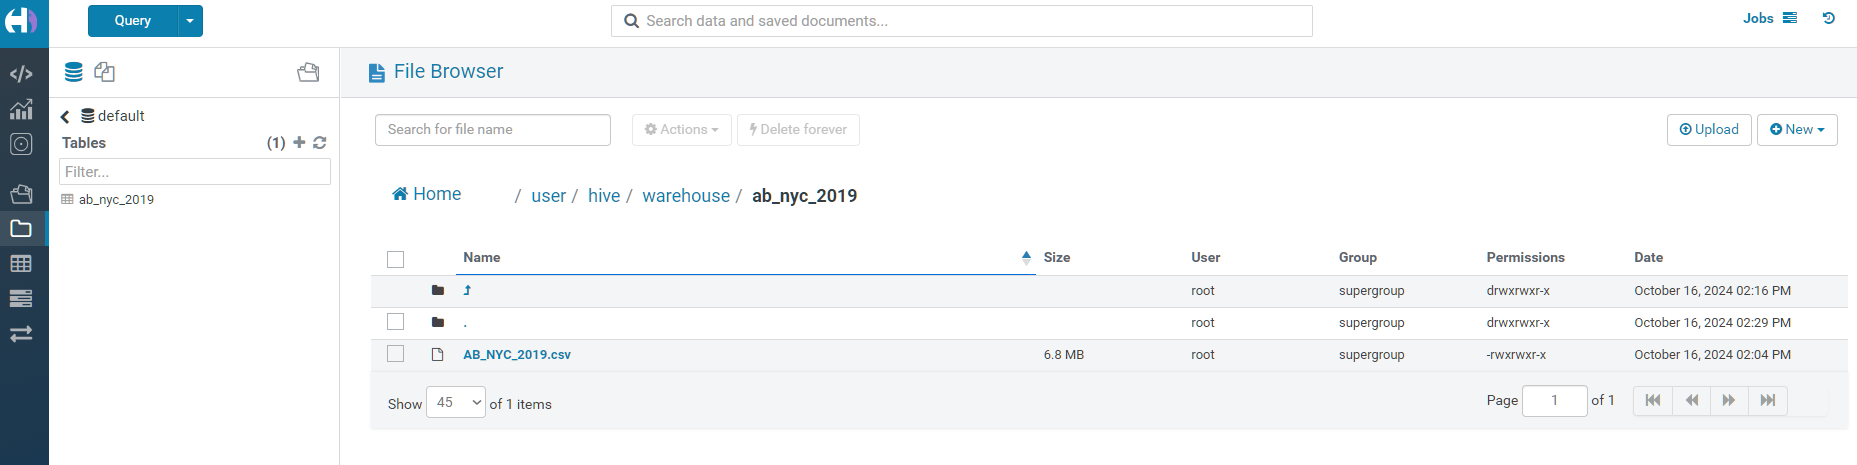 Query
Search data and saved documents...
Jobs
File Browser
default
Tables (1)
Filter...
ab_nyc_2019
Search for file name
Actions
Delete forever
Upload
New
Home / user / hive / warehouse / ab_nyc_2019
Name Size User Group Permissions Date
root supergroup drwxrwxr-x October 16, 2024 02:16 PM
. root supergroup drwxrwxr-x October 16, 2024 02:29 PM
AB_NYC_2019.csv 6.8 MB root supergroup -rwxrwxr-x October 16, 2024 02:04 PM
Show 45 of 1 items
Page 1 of 1